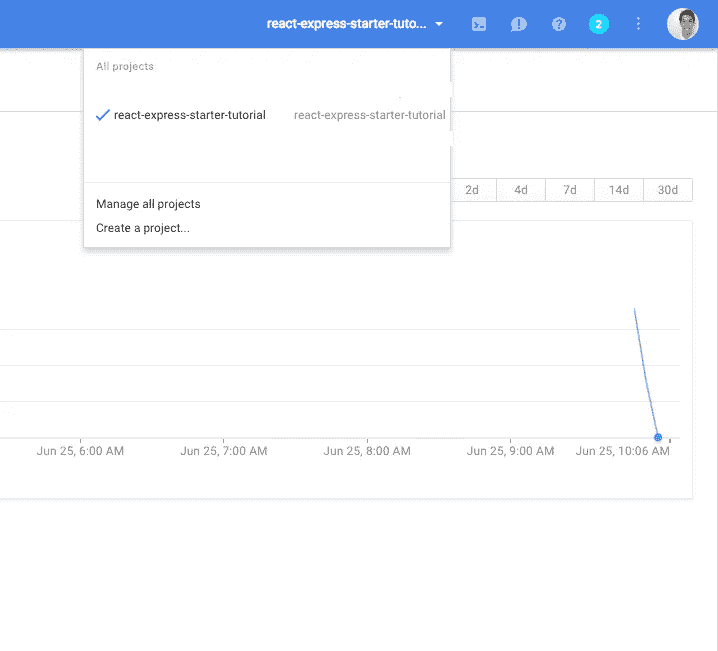 react-express-starter-tuto...
2
All projects
react-express-starter-tutorial react-express-starter-tutorial
Manage all projects
Create a project...
2d 4d 7d 14d 30d
Jun 25, 6:00 AM Jun 25, 7:00 AM Jun 25, 8:00 AM Jun 25, 9:00 AM Jun 25, 10:06 AM